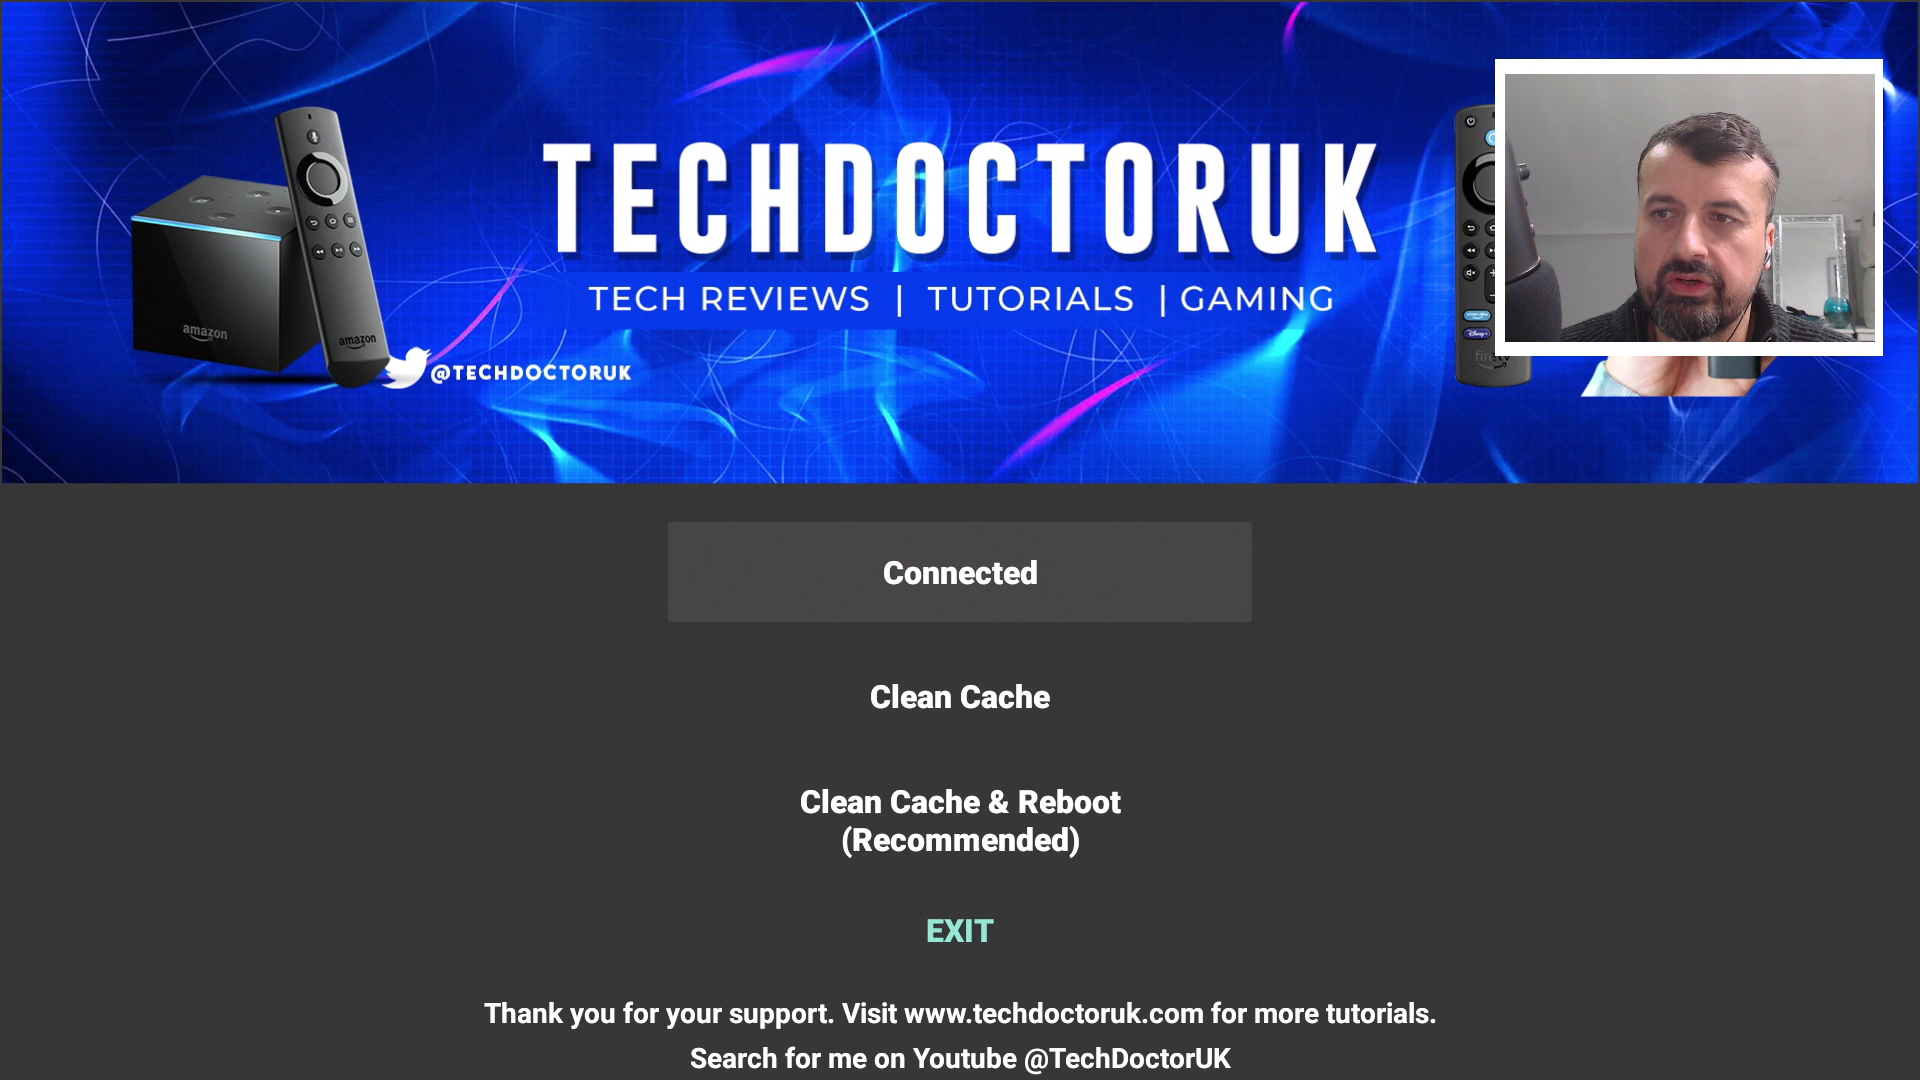 TECHDOCTORUK
TECH REVIEWS | TUTORIALS | GAMING
amazon
amazon
@TECHDOCTORUK
Connected
Clean Cache
Clean Cache & Reboot
(Recommended)
EXIT
Thank you for your support. Visit www.techdoctoruk.com for more tutorials.
Search for me on Youtube @TechDoctorUK